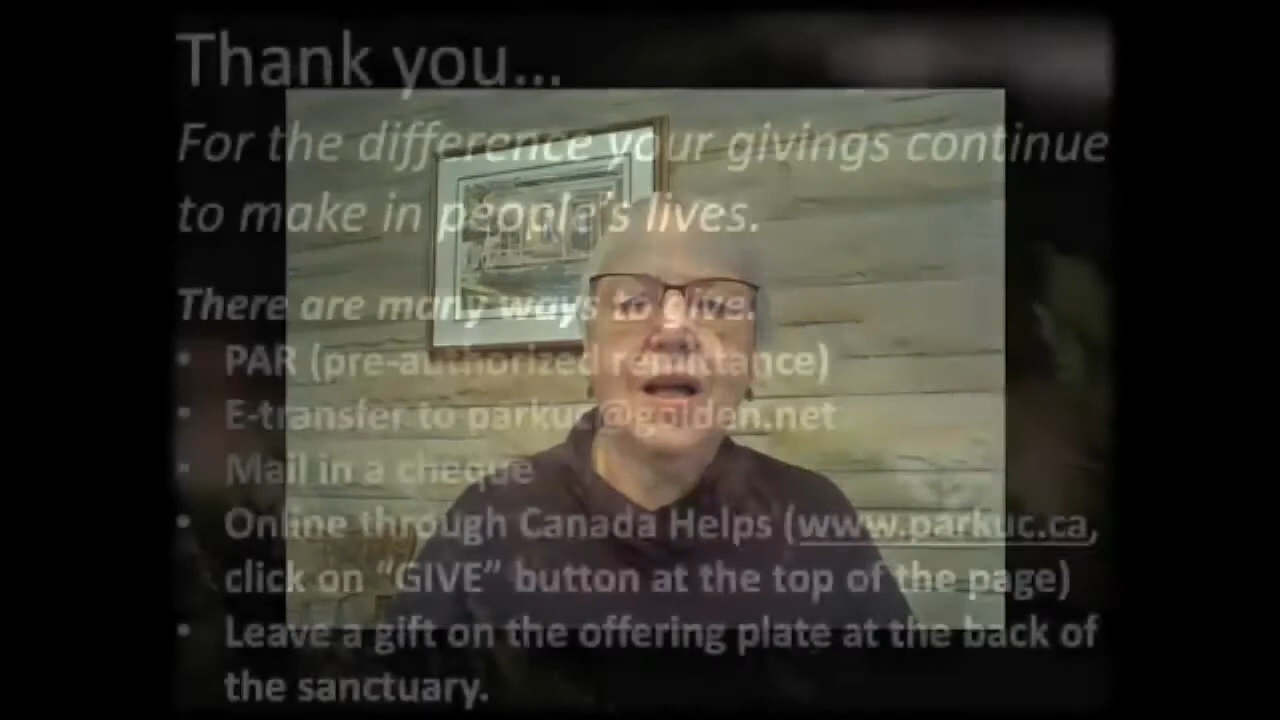 Thank you...
For the difference your givings continue
to make in people's lives.
There are many ways to give.
• PAR (pre-authorized remittance)
• E-transfer to parkuc@golden.net
• Mail in a cheque
• Online through Canada Helps (www.parkuc.ca,
click on “GIVE” button at the top of the page)
• Leave a gift on the offering plate at the back of
the sanctuary.